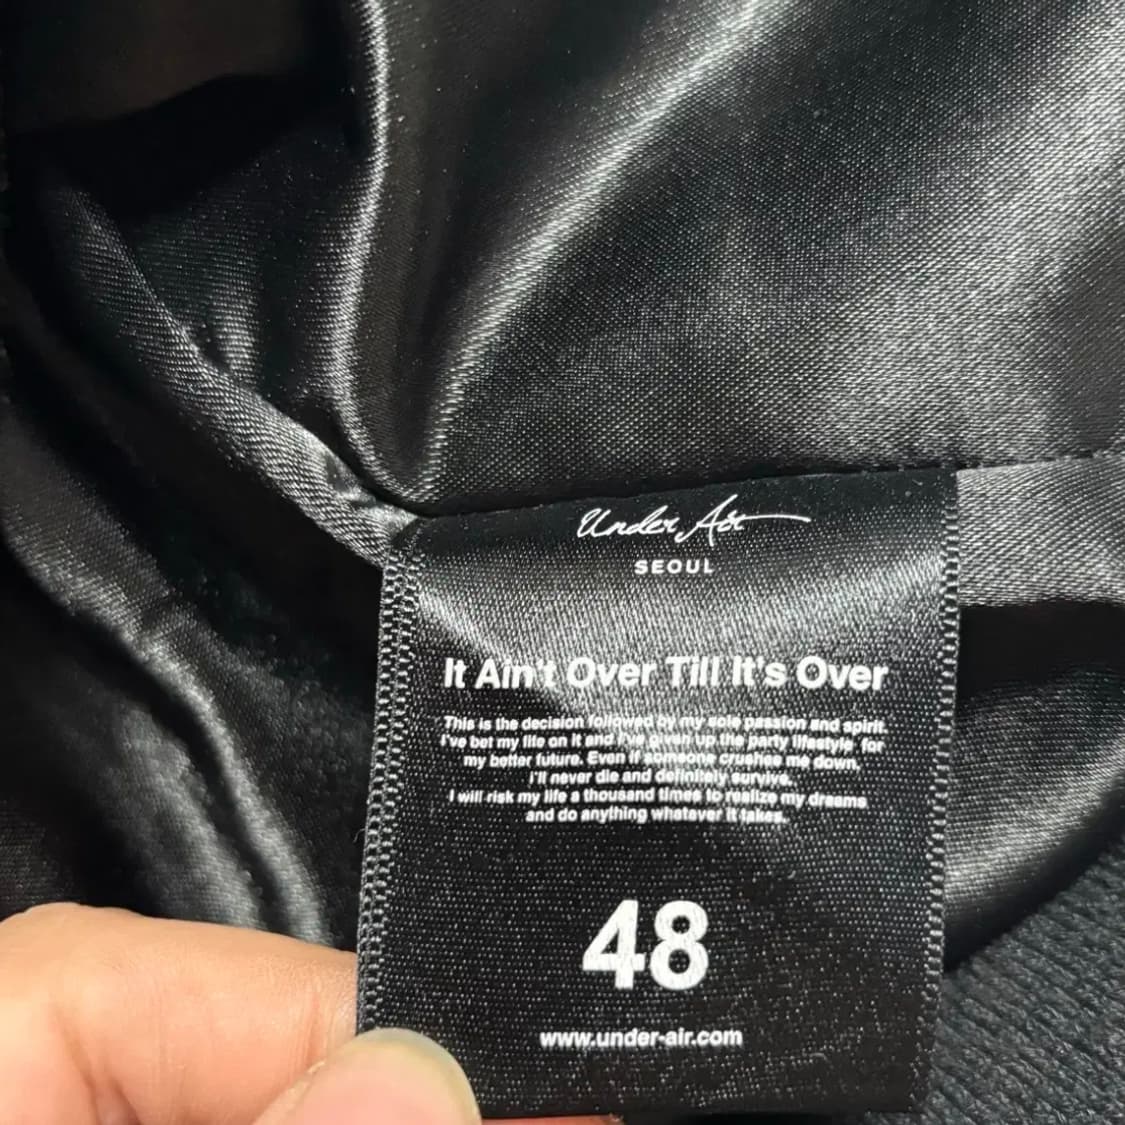 Under Air
SEOUL
It Ain't Over Till It's Over
This is the decision followed by my sole passion and spirit.
I've bet my life on it and I've given up the party lifestyle for
my better future. Even if someone crushes me down,
I'll never die and definitely survive.
I will risk my life a thousand times to realize my dreams
and do anything whatever it takes.
48
www.under-air.com